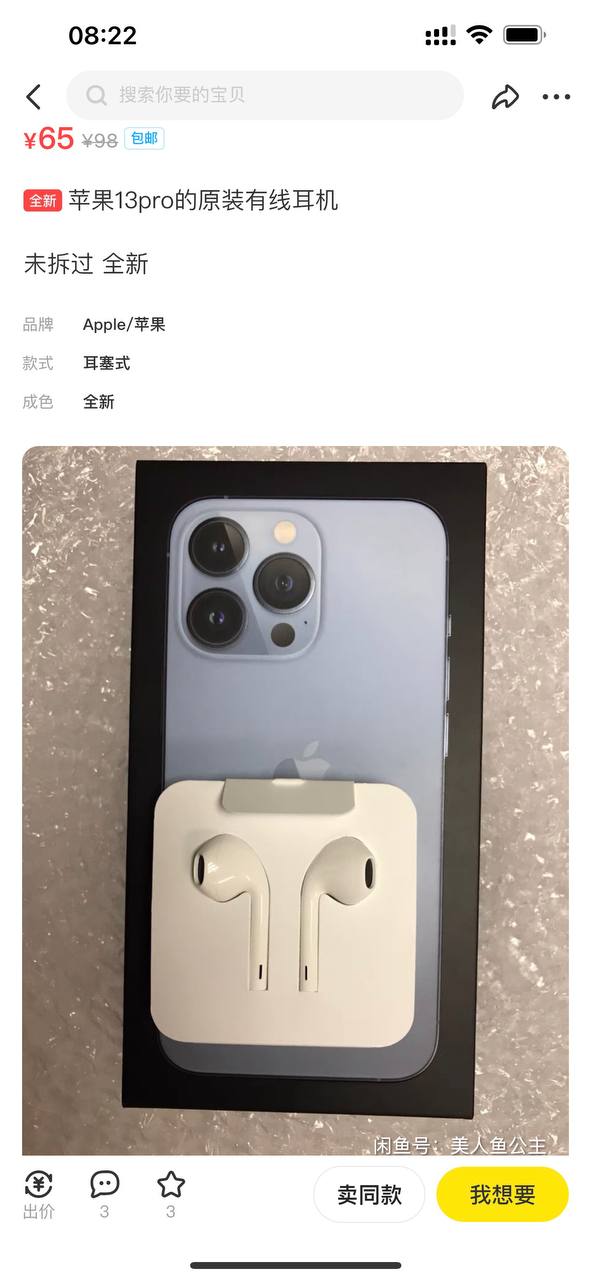 08:22
搜索你要的宝贝
¥65 ¥98 包邮
全新 苹果13pro的原装有线耳机
未拆过 全新
品牌 Apple/苹果
款式 耳塞式
成色 全新
闲鱼号：美人鱼公主
出价 3 3 卖同款 我想要